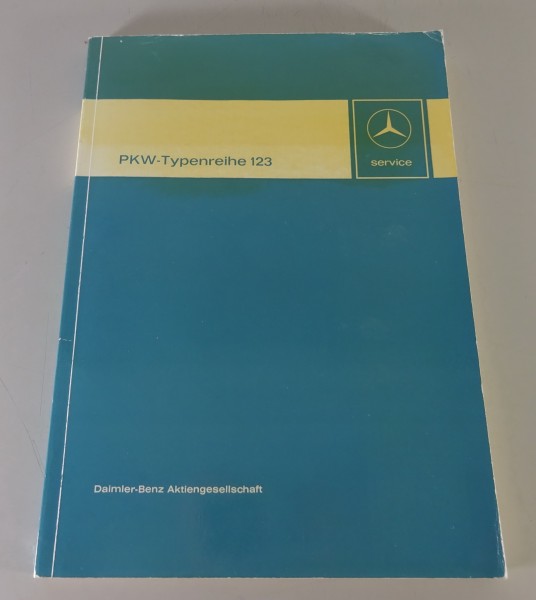 PKW-Typenreihe 123
service
Daimler-Benz Aktiengesellschaft